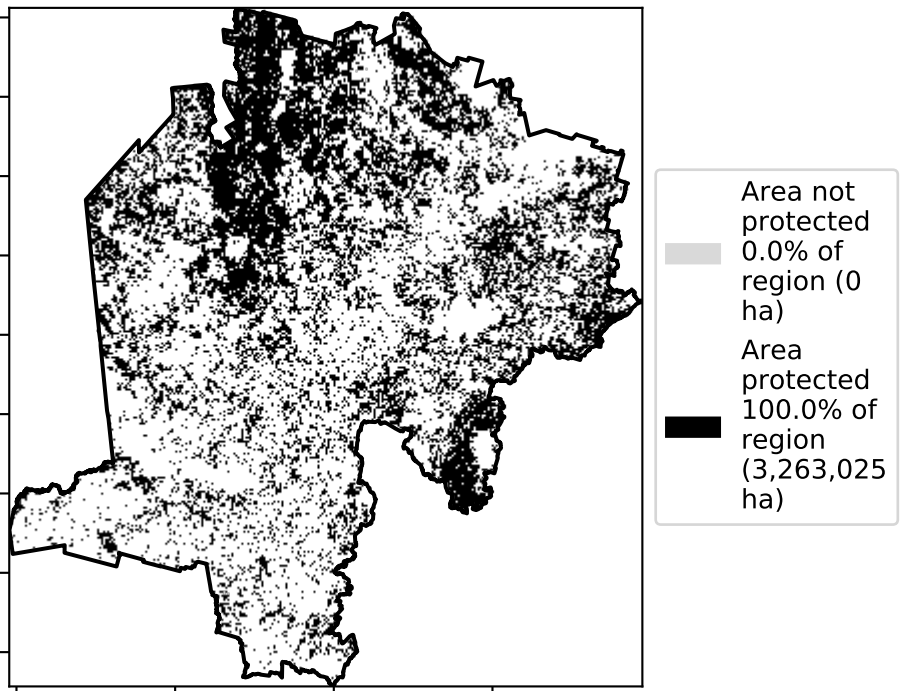 Area not
protected
0.0% of
region (0
ha)
Area
protected
100.0% of
region
(3,263,025
ha)